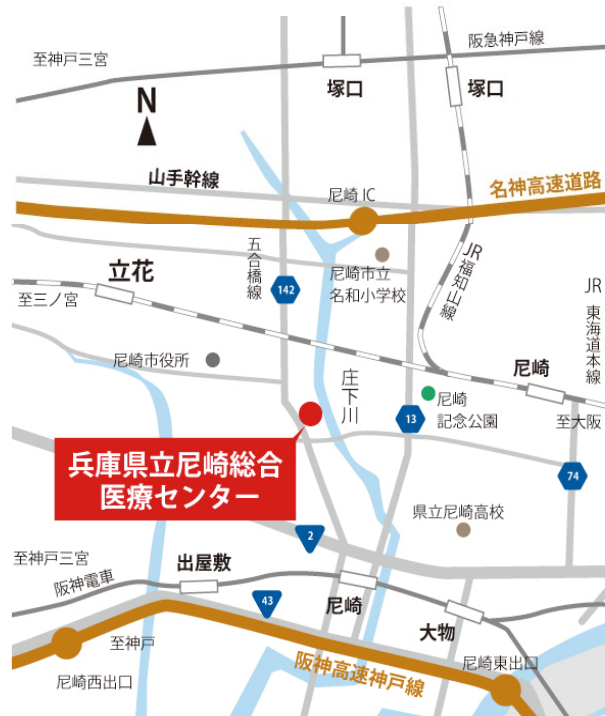 阪急神戸線
至神戸三宮
塚口
塚口
N
山手幹線
尼崎IC
名神高速道路
五合橋線
尼崎市立
名和小学校
JR
福知山線
立花
142
至三ノ宮
JR
東海道本線
尼崎市役所
庄下川
尼崎
尼崎
記念公園
13
至大阪
兵庫県立尼崎総合
医療センター
74
県立尼崎高校
2
至神戸三宮
出屋敷
阪神電車
43
尼崎
大物
至神戸
阪神高速神戸線
尼崎東出口
尼崎西出口